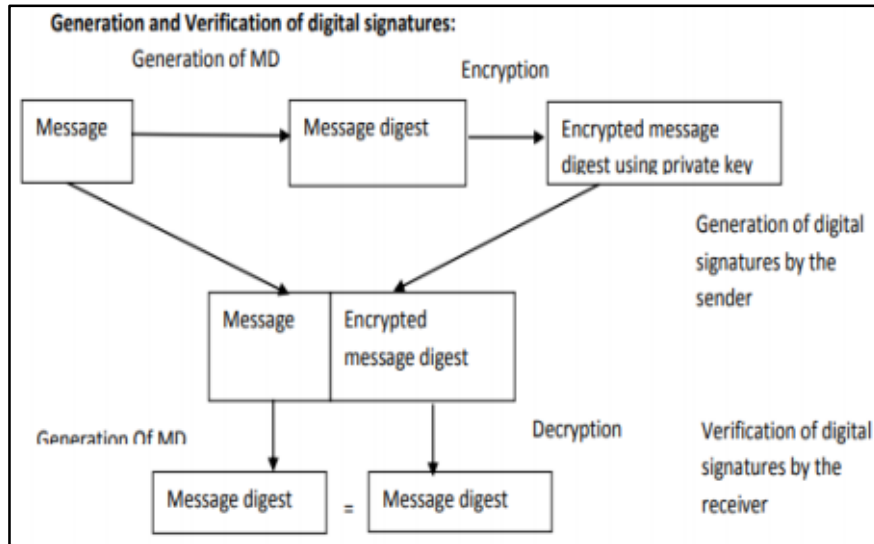 Generation and Verification of digital signatures:
Generation of MD
Encryption
Message
Message digest
Encrypted message
digest using private key
Generation of digital
signatures by the
sender
Message
Encrypted
message digest
Generation Of MD
Decryption
Verification of digital
signatures by the
receiver
Message digest
=
Message digest